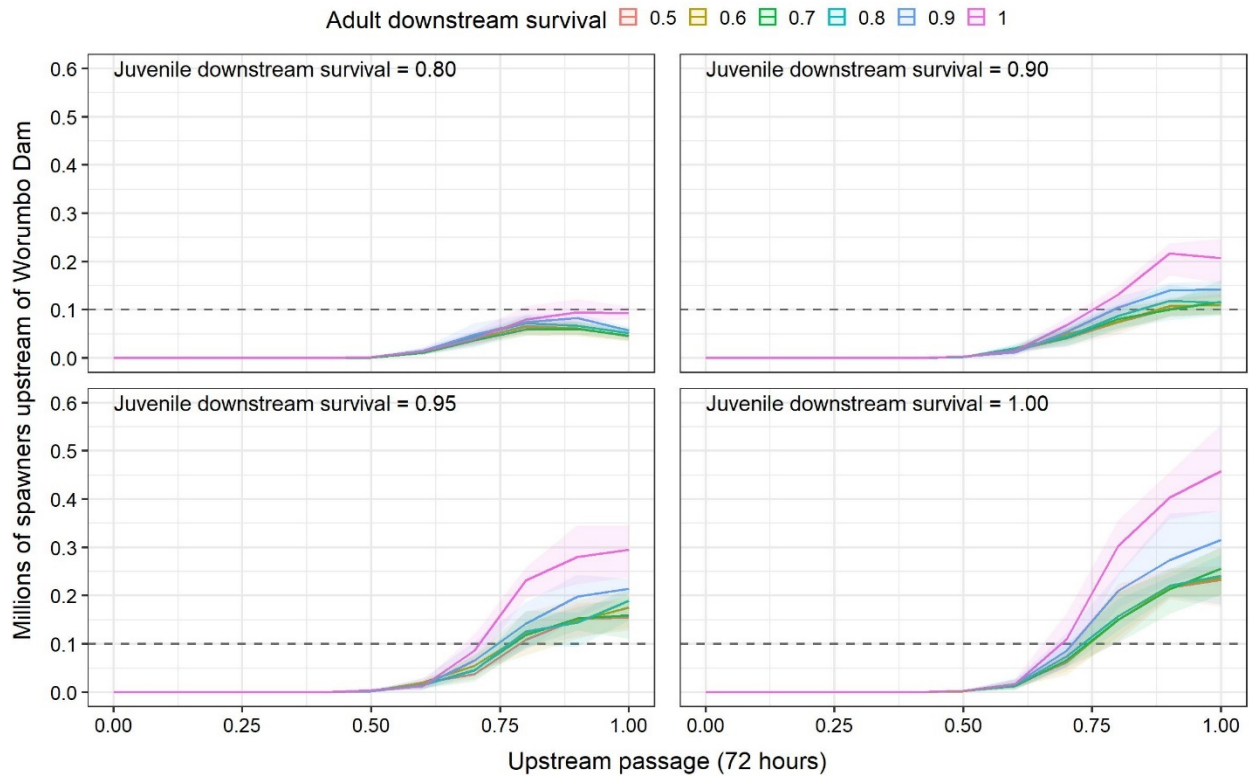 Adult downstream survival 0.5 0.6 0.7 0.8 0.9 1
Millions of spawners upstream of Worumbo Dam
Juvenile downstream survival = 0.80
0.6
0.5
0.4
0.3
0.2
0.1
0.0
Juvenile downstream survival = 0.90
Juvenile downstream survival = 0.95
0.6
0.5
0.4
0.3
0.2
0.1
0.0
Juvenile downstream survival = 1.00
0.00 0.25 0.50 0.75 1.00
0.00 0.25 0.50 0.75 1.00
Upstream passage (72 hours)